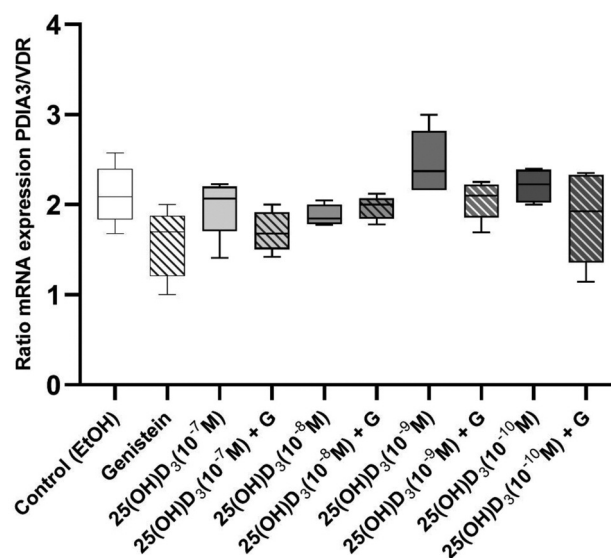 Ratio mRNA expression PDIA3/VDR
4
3
2
1
0
Control (EtOH)
Genistein
25(OH)D₃(10⁻⁷M)
25(OH)D₃(10⁻⁷M) + G
25(OH)D₃(10⁻⁸M)
25(OH)D₃(10⁻⁸M) + G
25(OH)D₃(10⁻⁹M)
25(OH)D₃(10⁻⁹M) + G
25(OH)D₃(10⁻¹⁰M)
25(OH)D₃(10⁻¹⁰M) + G